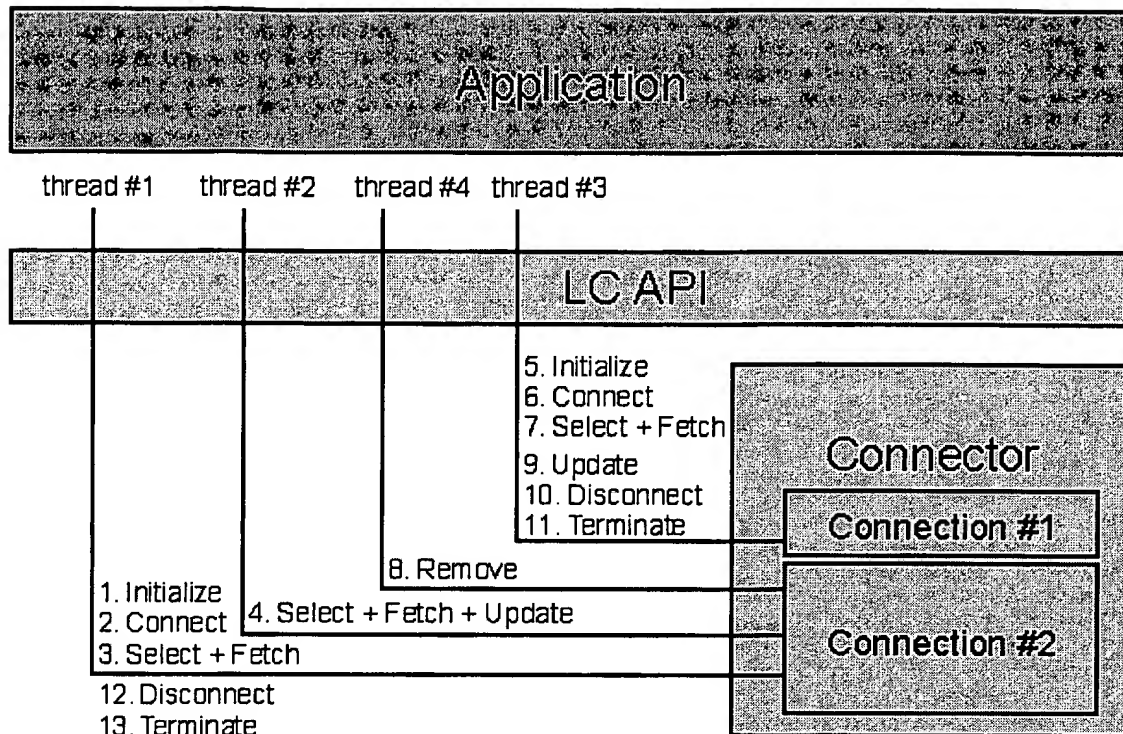 Application
thread #1 thread #2 thread #4 thread #3
LC API
5. Initialize
6. Connect
7. Select + Fetch
9. Update
10. Disconnect
11. Terminate
Connector
Connection #1
8. Remove
1. Initialize
2. Connect
3. Select + Fetch
4. Select + Fetch + Update
Connection #2
12. Disconnect
13. Terminate